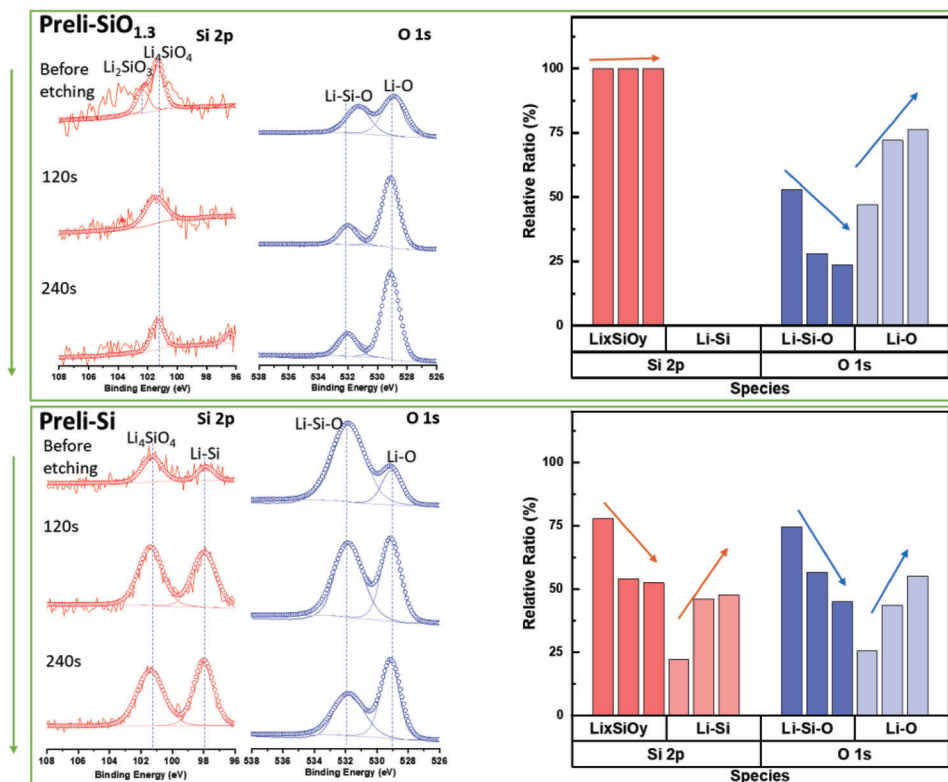 Preli-SiO1.3
Si 2p
O 1s
Before
etching
Li2SiO3
Li4SiO4
Li-Si-O
Li-O
120s
240s
108 106 104 102 100 98 96
Binding Energy (eV)
538 536 534 532 530 528 526
Binding Energy (eV)
Relative Ratio (%)
100
75
50
25
0
LixSiOy
Li-Si
Li-Si-O
Li-O
Si 2p
O 1s
Species
Preli-Si
Si 2p
O 1s
Before
etching
Li4SiO4
Li-Si
Li-Si-O
Li-O
120s
240s
108 106 104 102 100 98 96
Binding Energy (eV)
538 536 534 532 530 528 526
Binding Energy (eV)
Relative Ratio (%)
100
75
50
25
0
LixSiOy
Li-Si
Li-Si-O
Li-O
Si 2p
O 1s
Species